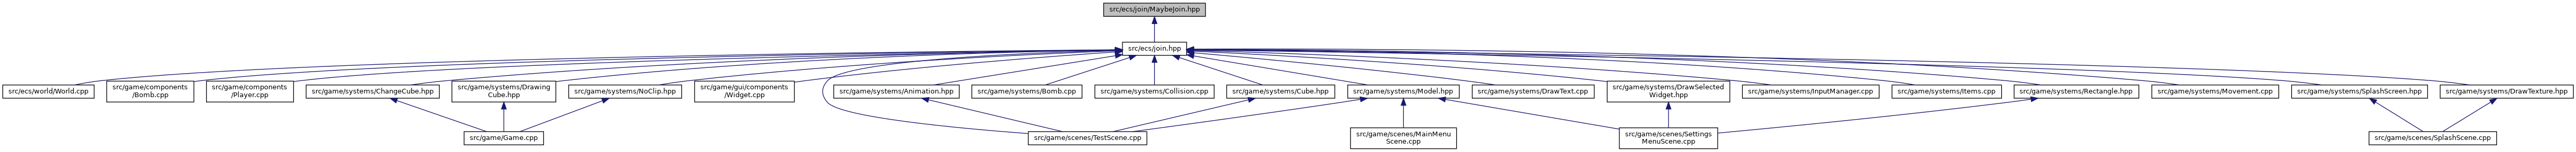 src/ecs/join/MaybeJoin.hpp
src/ecs/join.hpp
src/ecs/world/World.cpp
src/game/components
/Bomb.cpp
src/game/components
/Player.cpp
src/game/systems/ChangeCube.hpp
src/game/systems/Drawing
Cube.hpp
src/game/systems/NoClip.hpp
src/game/gui/components
/Widget.cpp
src/game/systems/Animation.hpp
src/game/systems/Bomb.cpp
src/game/systems/Collision.cpp
src/game/systems/Cube.hpp
src/game/systems/Model.hpp
src/game/systems/DrawText.cpp
src/game/systems/DrawSelected
Widget.hpp
src/game/systems/InputManager.cpp
src/game/systems/Items.cpp
src/game/systems/Rectangle.hpp
src/game/systems/Movement.cpp
src/game/systems/SplashScreen.hpp
src/game/systems/DrawTexture.hpp
src/game/Game.cpp
src/game/scenes/TestScene.cpp
src/game/scenes/MainMenu
Scene.cpp
src/game/scenes/Settings
MenuScene.cpp
src/game/scenes/SplashScene.cpp